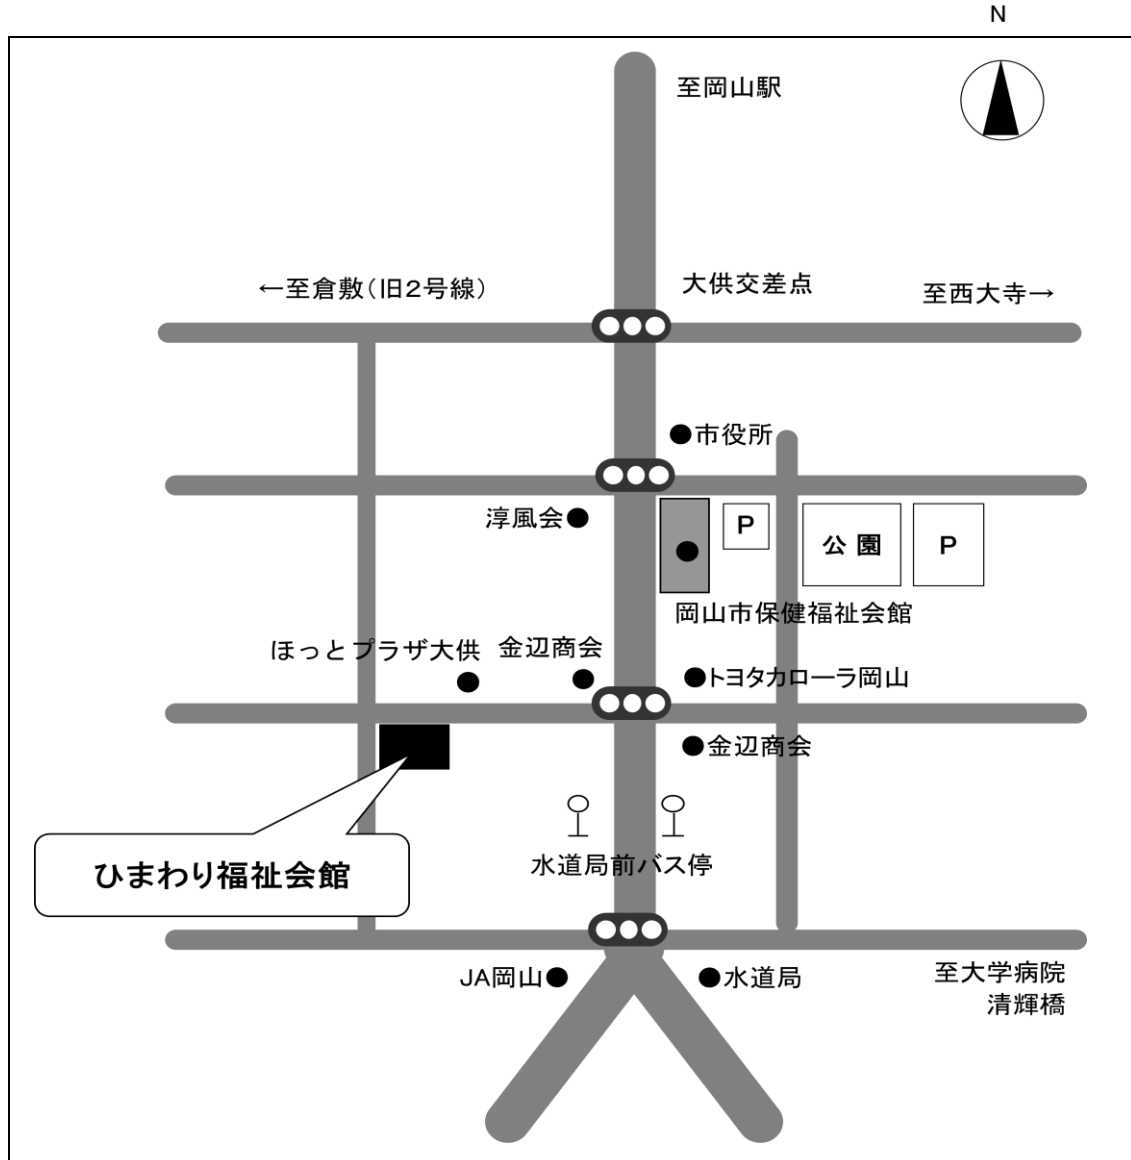 N
至岡山駅
←至倉敷（旧２号線）
大供交差点
至西大寺→
●市役所
淳風会●
P
公 園
P
岡山市保健福祉会館
ほっとプラザ大供
金辺商会
●トヨタカローラ岡山
●金辺商会
ひまわり福祉会館
水道局前バス停
JA岡山●
●水道局
至大学病院
清輝橋